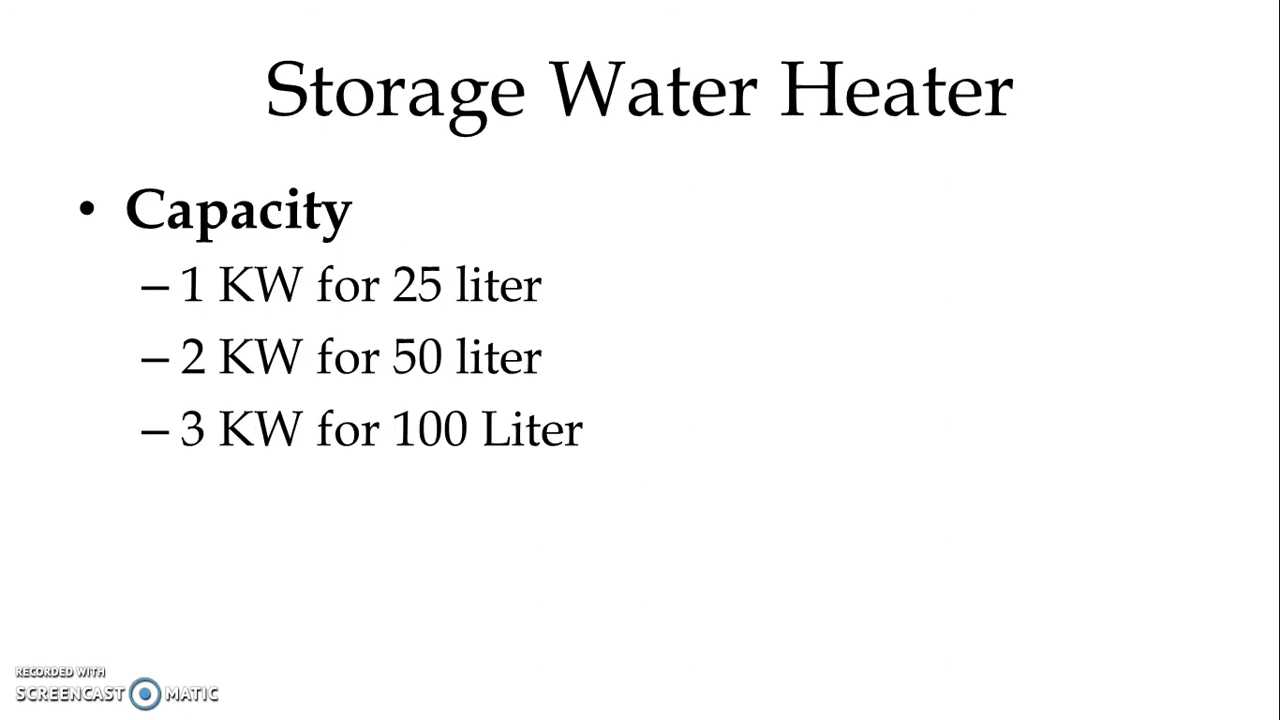 Storage Water Heater
• Capacity
– 1 KW for 25 liter
– 2 KW for 50 liter
– 3 KW for 100 Liter
RECORDED WITH
SCREENCAST MATIC